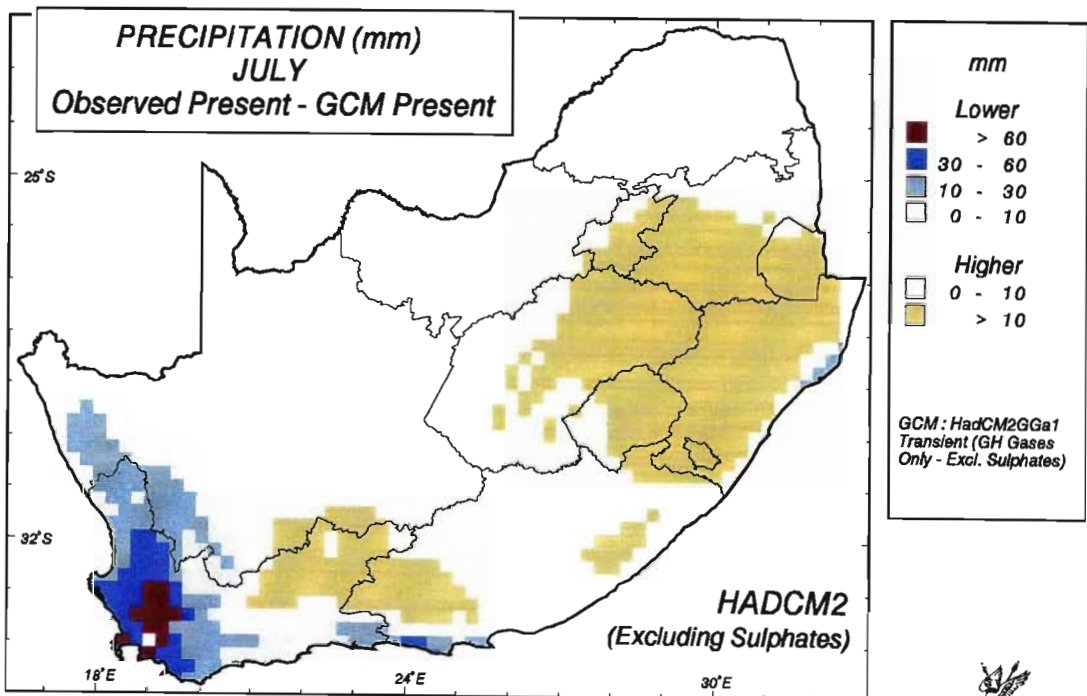 PRECIPITATION (mm)
JULY
Observed Present - GCM Present
25°S
32°S
18°E
24°E
30°E
HADCM2
(Excluding Sulphates)
mm
Lower
> 60
30 - 60
10 - 30
0 - 10
Higher
0 - 10
> 10
GCM : HadCM2GGa1
Transient (GH Gases
Only - Excl. Sulphates)